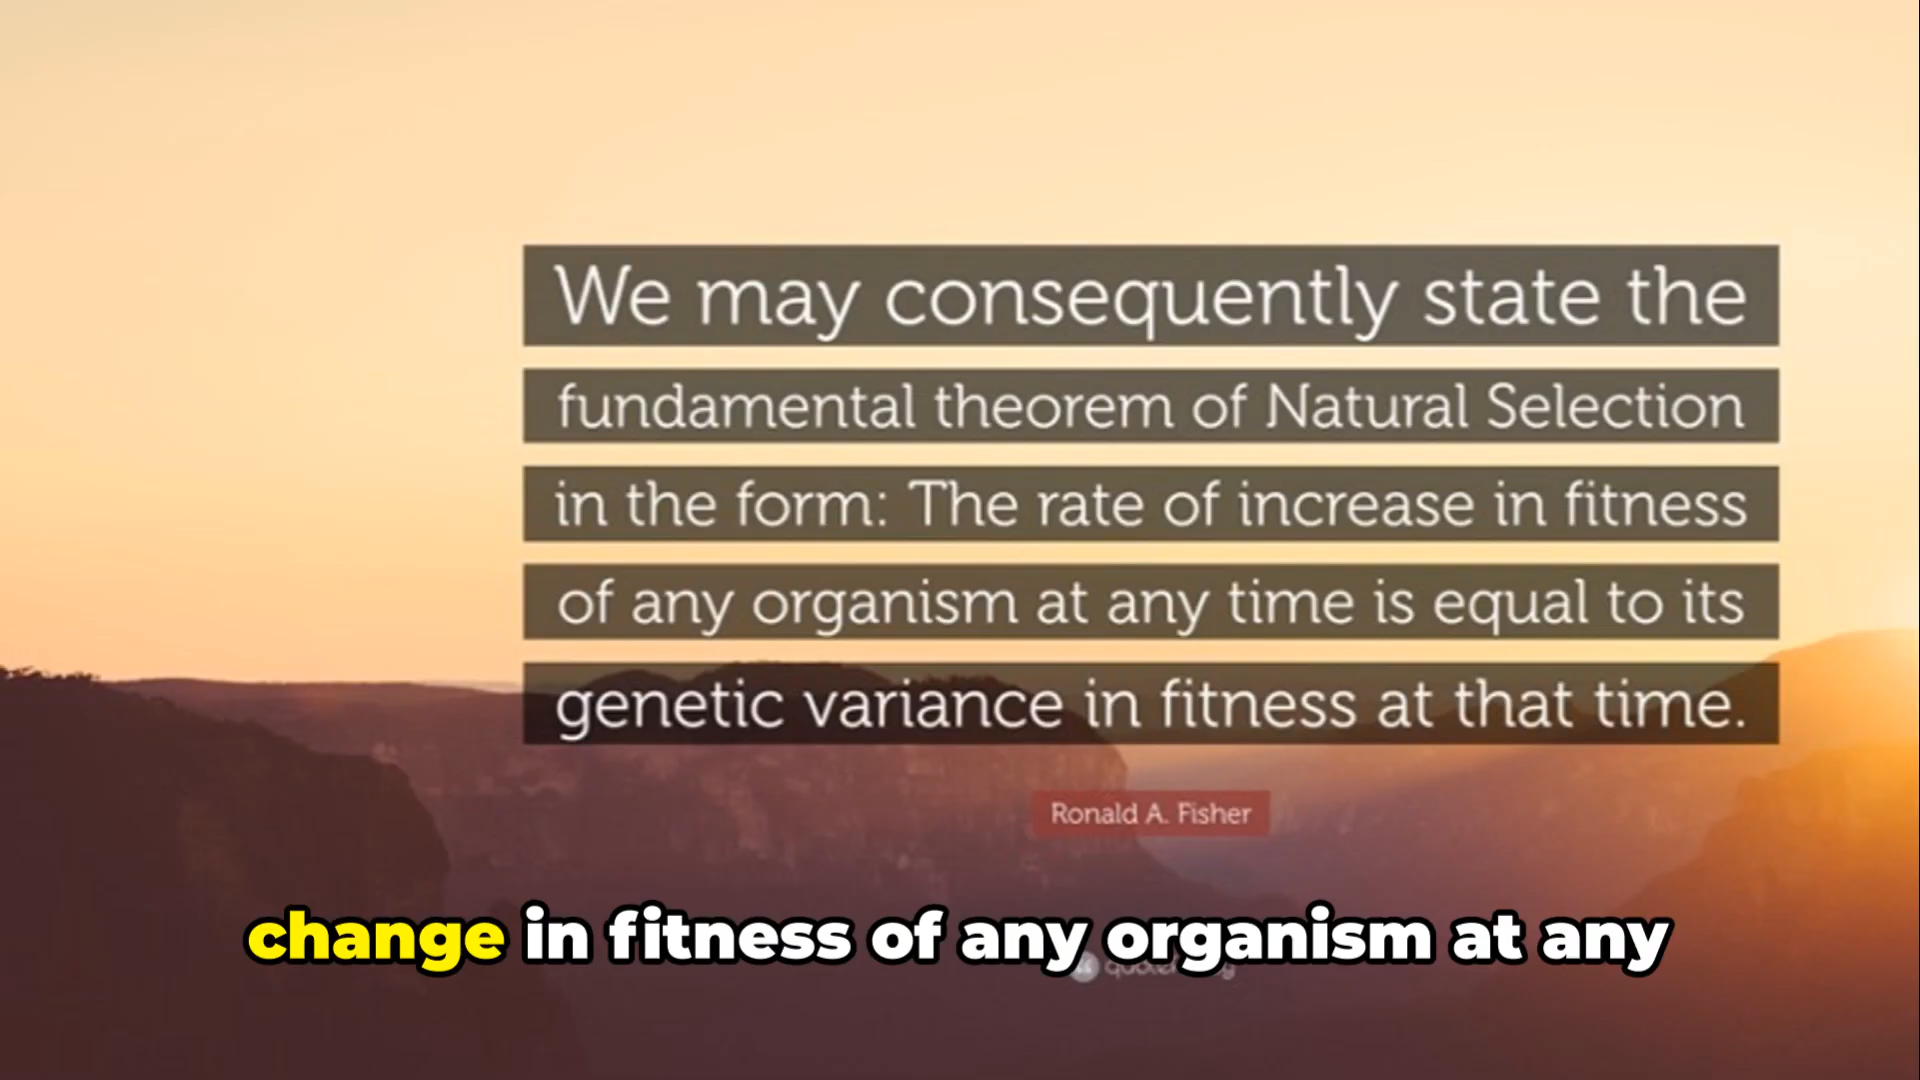 We may consequently state the
fundamental theorem of Natural Selection
in the form: The rate of increase in fitness
of any organism at any time is equal to its
genetic variance in fitness at that time.
Ronald A. Fisher
change in fitness of any organism at any